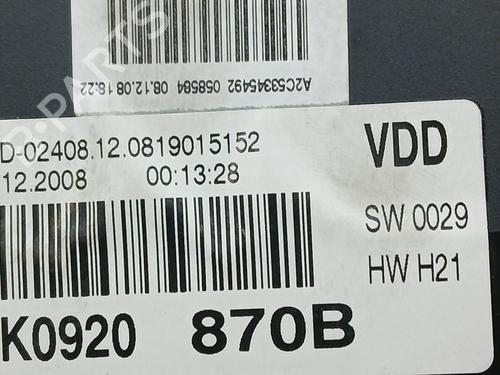 A2C53345492 058584 08.12.08 16.22
D-02408.12.0819015152
VDD
12.2008 00:13:28
SW 0029
HW H21
K0920 870B